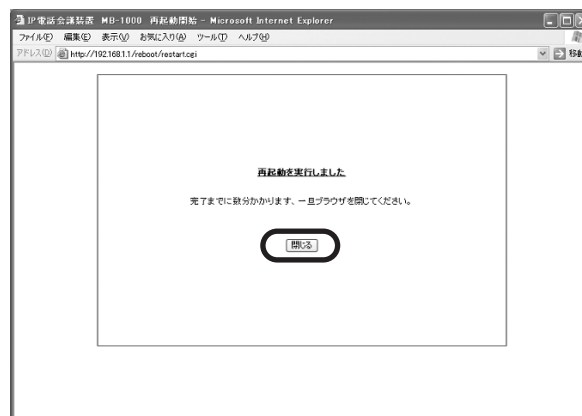 IP電話会議装置 MB-1000 再起動開始 - Microsoft Internet Explorer
ファイル(F) 編集(E) 表示(V) お気に入り(A) ツール(T) ヘルプ(H)
アドレス(D) http://192.168.1.1/reboot/restart.cgi 移動
再起動を実行しました
完了までに数分かかります、一旦ブラウザを閉じてください。
閉じる